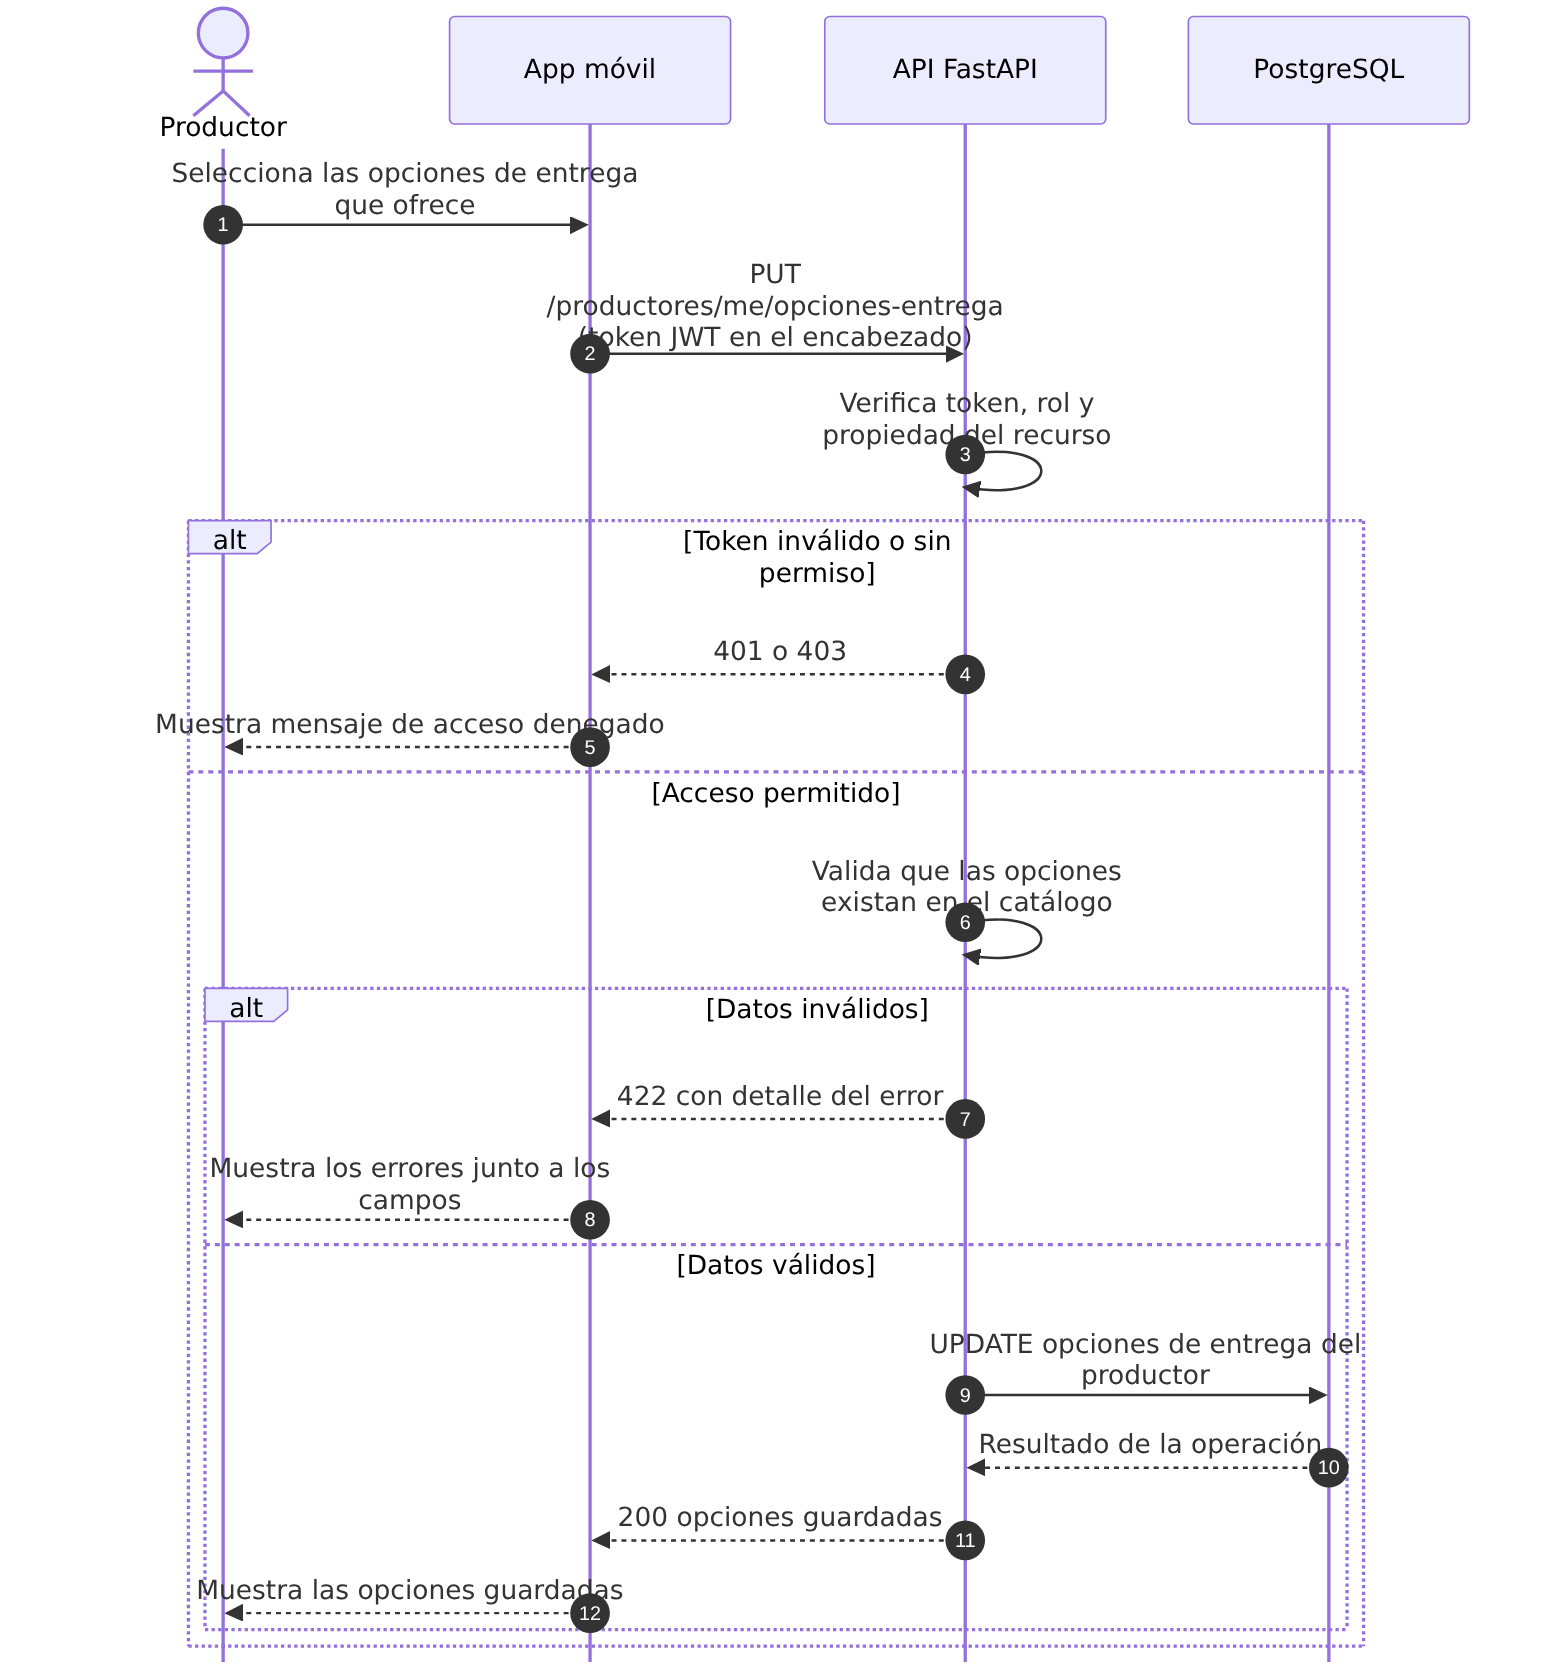 Productor
App móvil
API FastAPI
PostgreSQL
Selecciona las opciones de entrega
que ofrece
1
PUT
/productores/me/opciones-entrega
(token JWT en el encabezado)
2
Verifica token, rol y
propiedad del recurso
3
alt
[Token inválido o sin
permiso]
401 o 403
4
Muestra mensaje de acceso denegado
5
[Acceso permitido]
Valida que las opciones
existan en el catálogo
6
alt
[Datos inválidos]
422 con detalle del error
7
Muestra los errores junto a los
campos
8
[Datos válidos]
UPDATE opciones de entrega del
productor
9
Resultado de la operación
10
200 opciones guardadas
11
Muestra las opciones guardadas
12